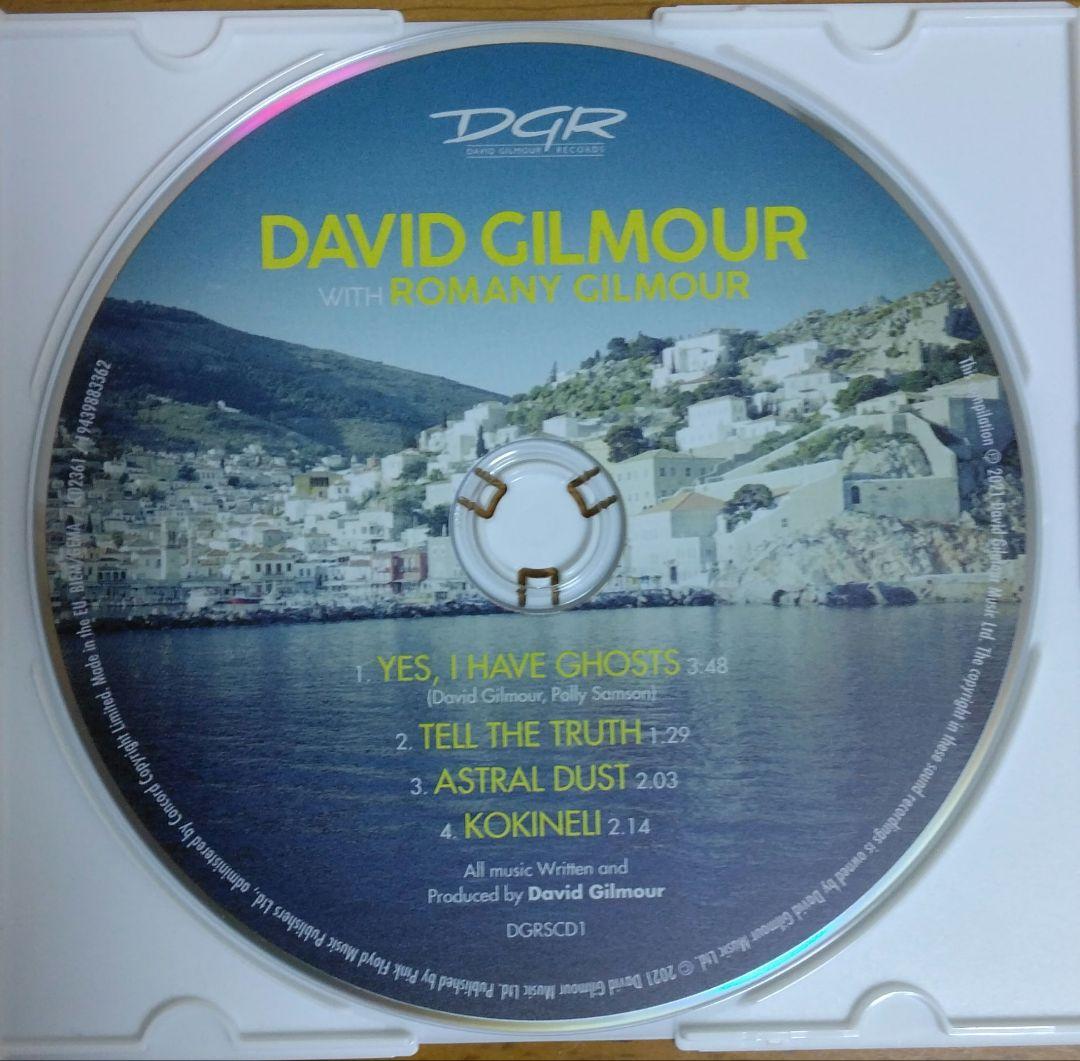 DGR
DAVID GILMOUR RECORDS
DAVID GILMOUR
WITH ROMANY GILMOUR
1. YES, I HAVE GHOSTS 3:48
(David Gilmour, Polly Samson)
2. TELL THE TRUTH 1.29
3. ASTRAL DUST 2.03
4. KOKINELI 2.14
All music Written and
Produced by David Gilmour
DGRSCD1
This compilation ℗ 2021 David Gilmour Music Ltd. The copyright in these sound recordings is owned by David Gilmour Music Ltd. © 2021 David Gilmour Music Ltd. Published by Pink Floyd Music Publishers Ltd., administered by Concord Copyright Limited. Made in the EU BIEM/GEMA 19439883362